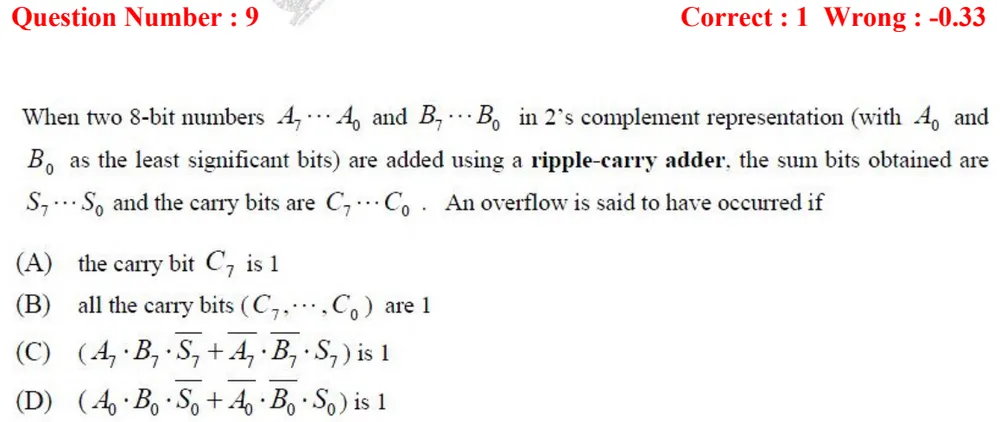 Question Number : 9 Correct : 1 Wrong : -0.33
When two 8-bit numbers A₇ ⋯ A₀ and B₇ ⋯ B₀ in 2’s complement representation (with A₀ and
B₀ as the least significant bits) are added using a ripple-carry adder, the sum bits obtained are
S₇ ⋯ S₀ and the carry bits are C₇ ⋯ C₀ . An overflow is said to have occurred if
(A) the carry bit C₇ is 1
(B) all the carry bits (C₇,⋯,C₀) are 1
(C) (A₇·B₇·S̅₇ + A̅₇·B̅₇·S₇) is 1
(D) (A₀·B₀·S̅₀ + A̅₀·B̅₀·S₀) is 1